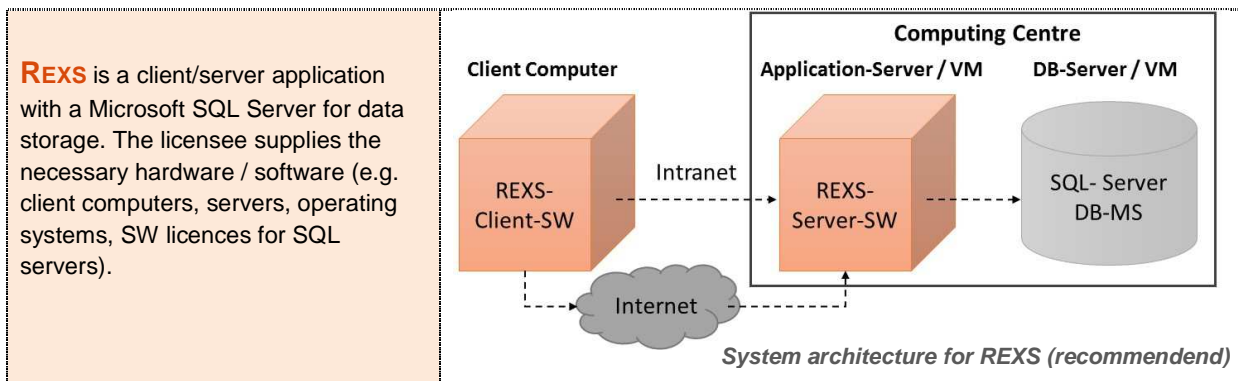 REXS is a client/server application
with a Microsoft SQL Server for data
storage. The licensee supplies the
necessary hardware / software (e.g.
client computers, servers, operating
systems, SW licences for SQL
servers).
Computing Centre
Client Computer
Application-Server / VM
DB-Server / VM
REXS-
Client-SW
Intranet
REXS-
Server-SW
SQL- Server
DB-MS
Internet
System architecture for REXS (recommendend)